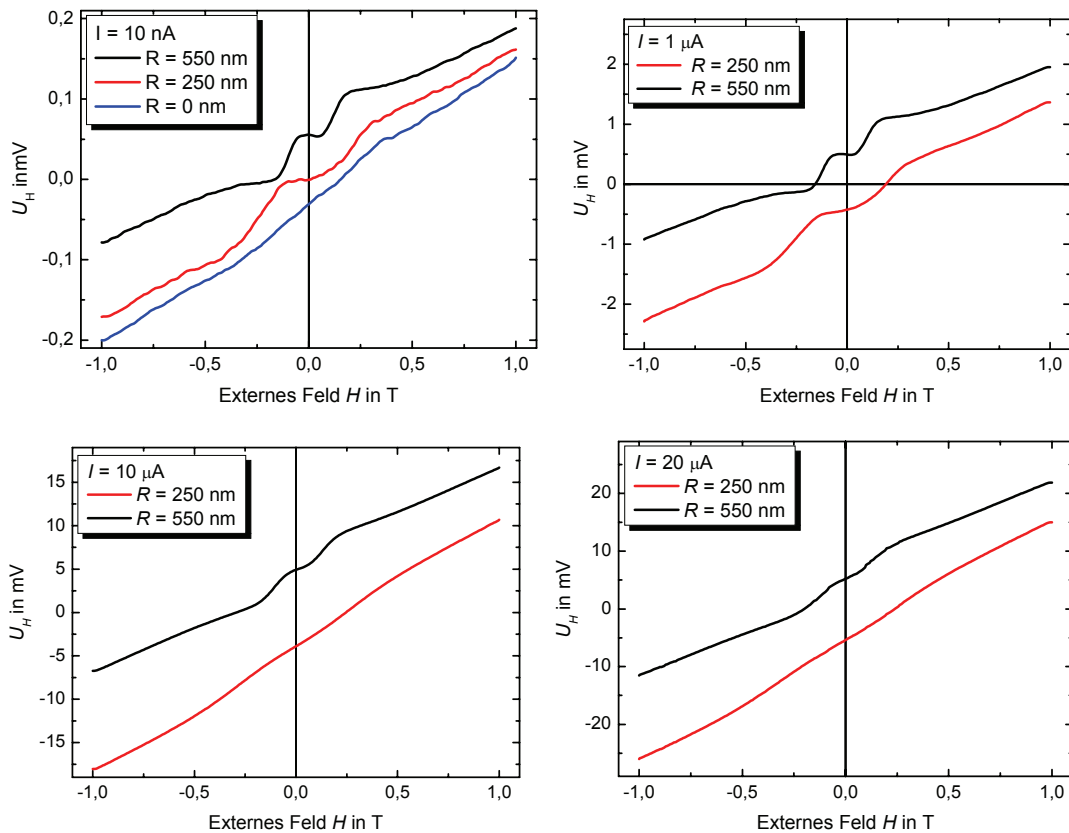 I = 10 nA
R = 550 nm
R = 250 nm
R = 0 nm
0,2
0,1
0,0
-0,1
-0,2
U_H inmV
-1,0 -0,5 0,0 0,5 1,0
Externes Feld H in T
I = 1 μA
R = 250 nm
R = 550 nm
2
1
0
-1
-2
U_H in mV
-1,0 -0,5 0,0 0,5 1,0
Externes Feld H in T
I = 10 μA
R = 250 nm
R = 550 nm
15
10
5
0
-5
-10
-15
U_H in mV
-1,0 -0,5 0,0 0,5 1,0
Externes Feld H in T
I = 20 μA
R = 250 nm
R = 550 nm
20
10
0
-10
-20
U_H in mV
-1,0 -0,5 0,0 0,5 1,0
Externes Feld H in T